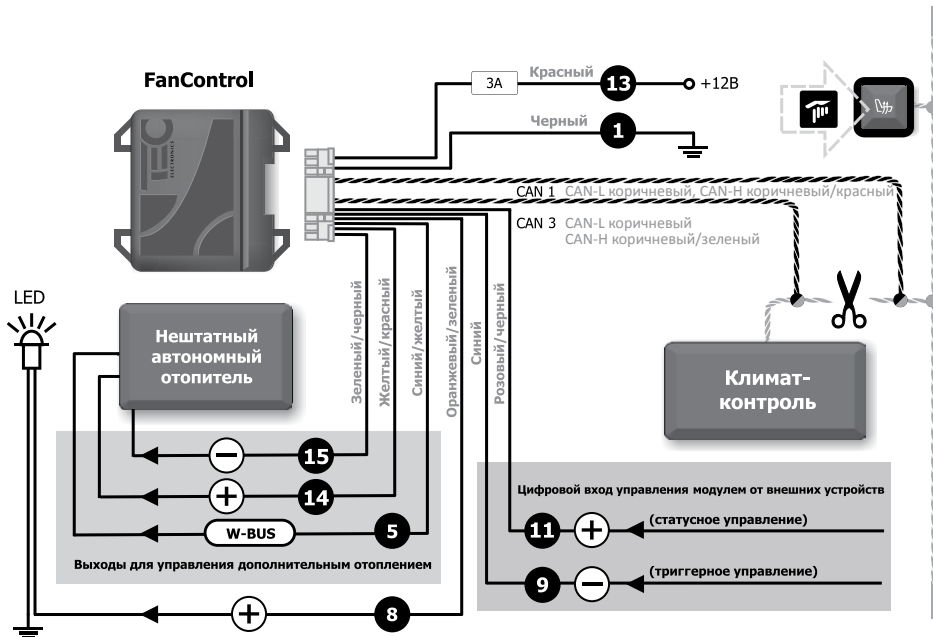 FanControl
TEC
ELECTRONICS
3А
Красный
13
+12В
Черный
1
CAN 1 CAN-L коричневый, CAN-H коричневый/красный
CAN 3 CAN-L коричневый
CAN-H коричневый/зеленый
LED
Нештатный
автономный
отопитель
Зеленый/черный
Желтый/красный
Синий/желтый
Оранжевый/зеленый
Синий
Розовый/черный
Климат-
контроль
15
14
W-BUS
5
Выходы для управления дополнительным отоплением
8
Цифровой вход управления модулем от внешних устройств
11
(статусное управление)
9
(триггерное управление)